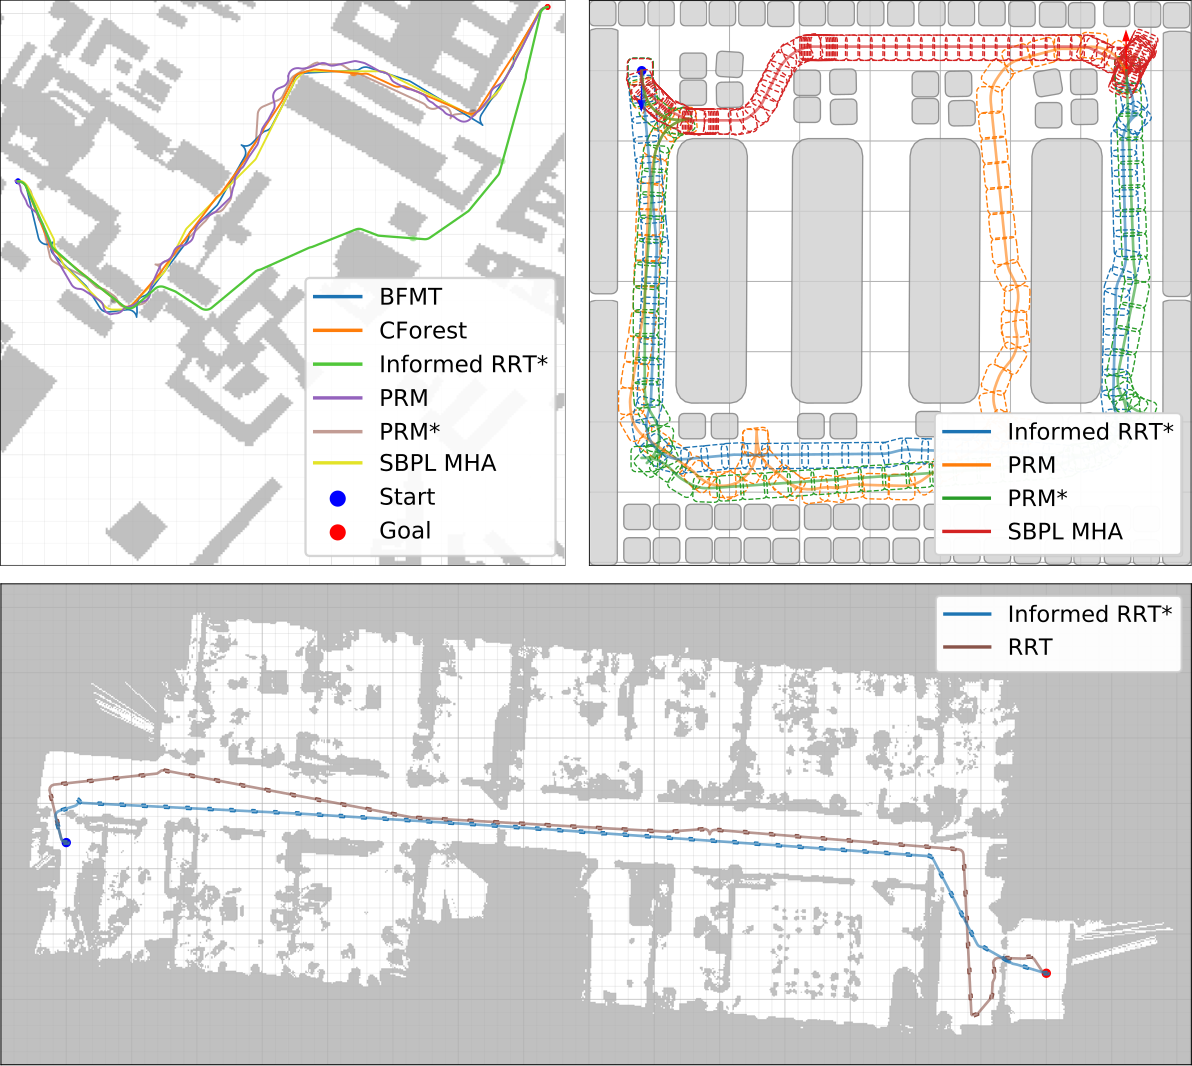 BFMT
CForest
Informed RRT*
PRM
PRM*
SBPL MHA
Start
Goal
Informed RRT*
PRM
PRM*
SBPL MHA
Informed RRT*
RRT